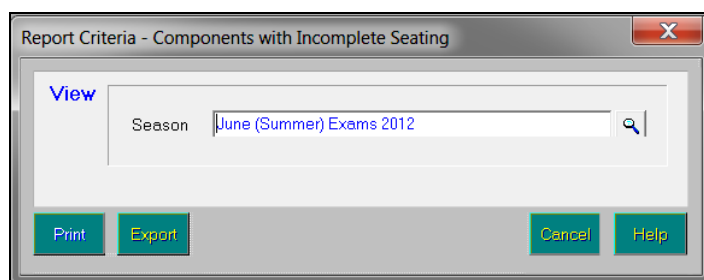 Report Criteria - Components with Incomplete Seating
View
Season June (Summer) Exams 2012
Print Export Cancel Help